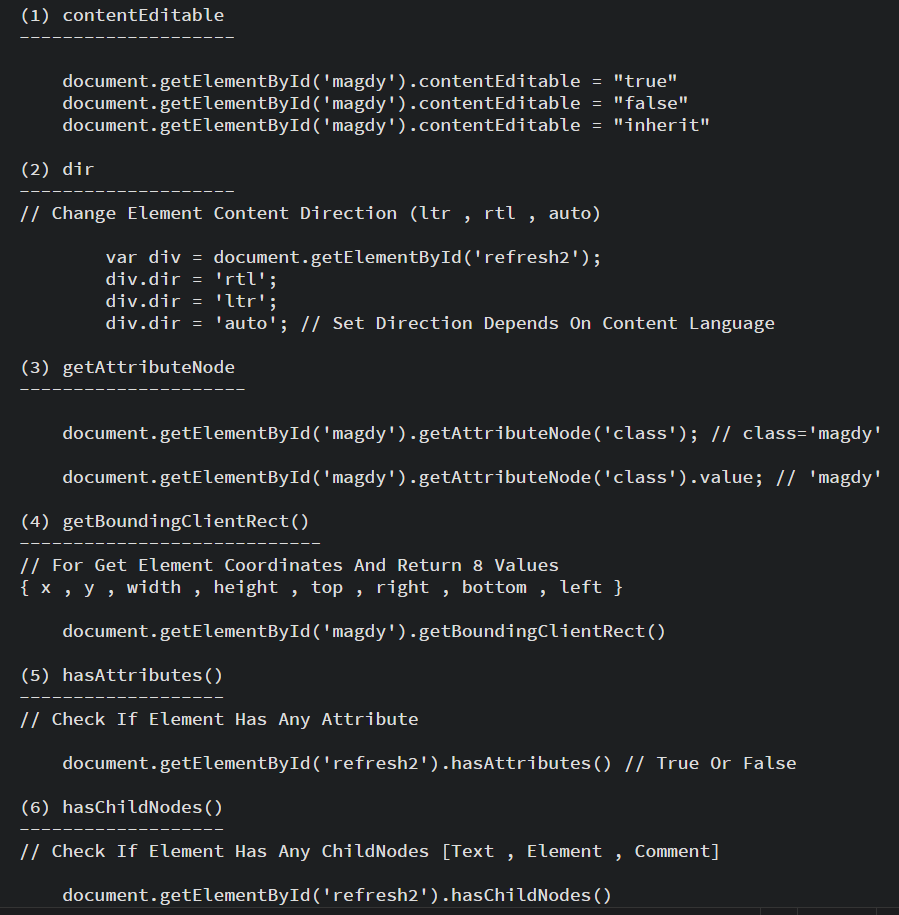 (1) contentEditable
--------------------
document.getElementById('magdy').contentEditable = "true"
document.getElementById('magdy').contentEditable = "false"
document.getElementById('magdy').contentEditable = "inherit"
(2) dir
--------------------
// Change Element Content Direction (ltr , rtl , auto)
var div = document.getElementById('refresh2');
div.dir = 'rtl';
div.dir = 'ltr';
div.dir = 'auto'; // Set Direction Depends On Content Language
(3) getAttributeNode
---------------------
document.getElementById('magdy').getAttributeNode('class'); // class='magdy'
document.getElementById('magdy').getAttributeNode('class').value; // 'magdy'
(4) getBoundingClientRect()
----------------------------
// For Get Element Coordinates And Return 8 Values
{ x , y , width , height , top , right , bottom , left }
document.getElementById('magdy').getBoundingClientRect()
(5) hasAttributes()
-------------------
// Check If Element Has Any Attribute
document.getElementById('refresh2').hasAttributes() // True Or False
(6) hasChildNodes()
-------------------
// Check If Element Has Any ChildNodes [Text , Element , Comment]
document.getElementById('refresh2').hasChildNodes()